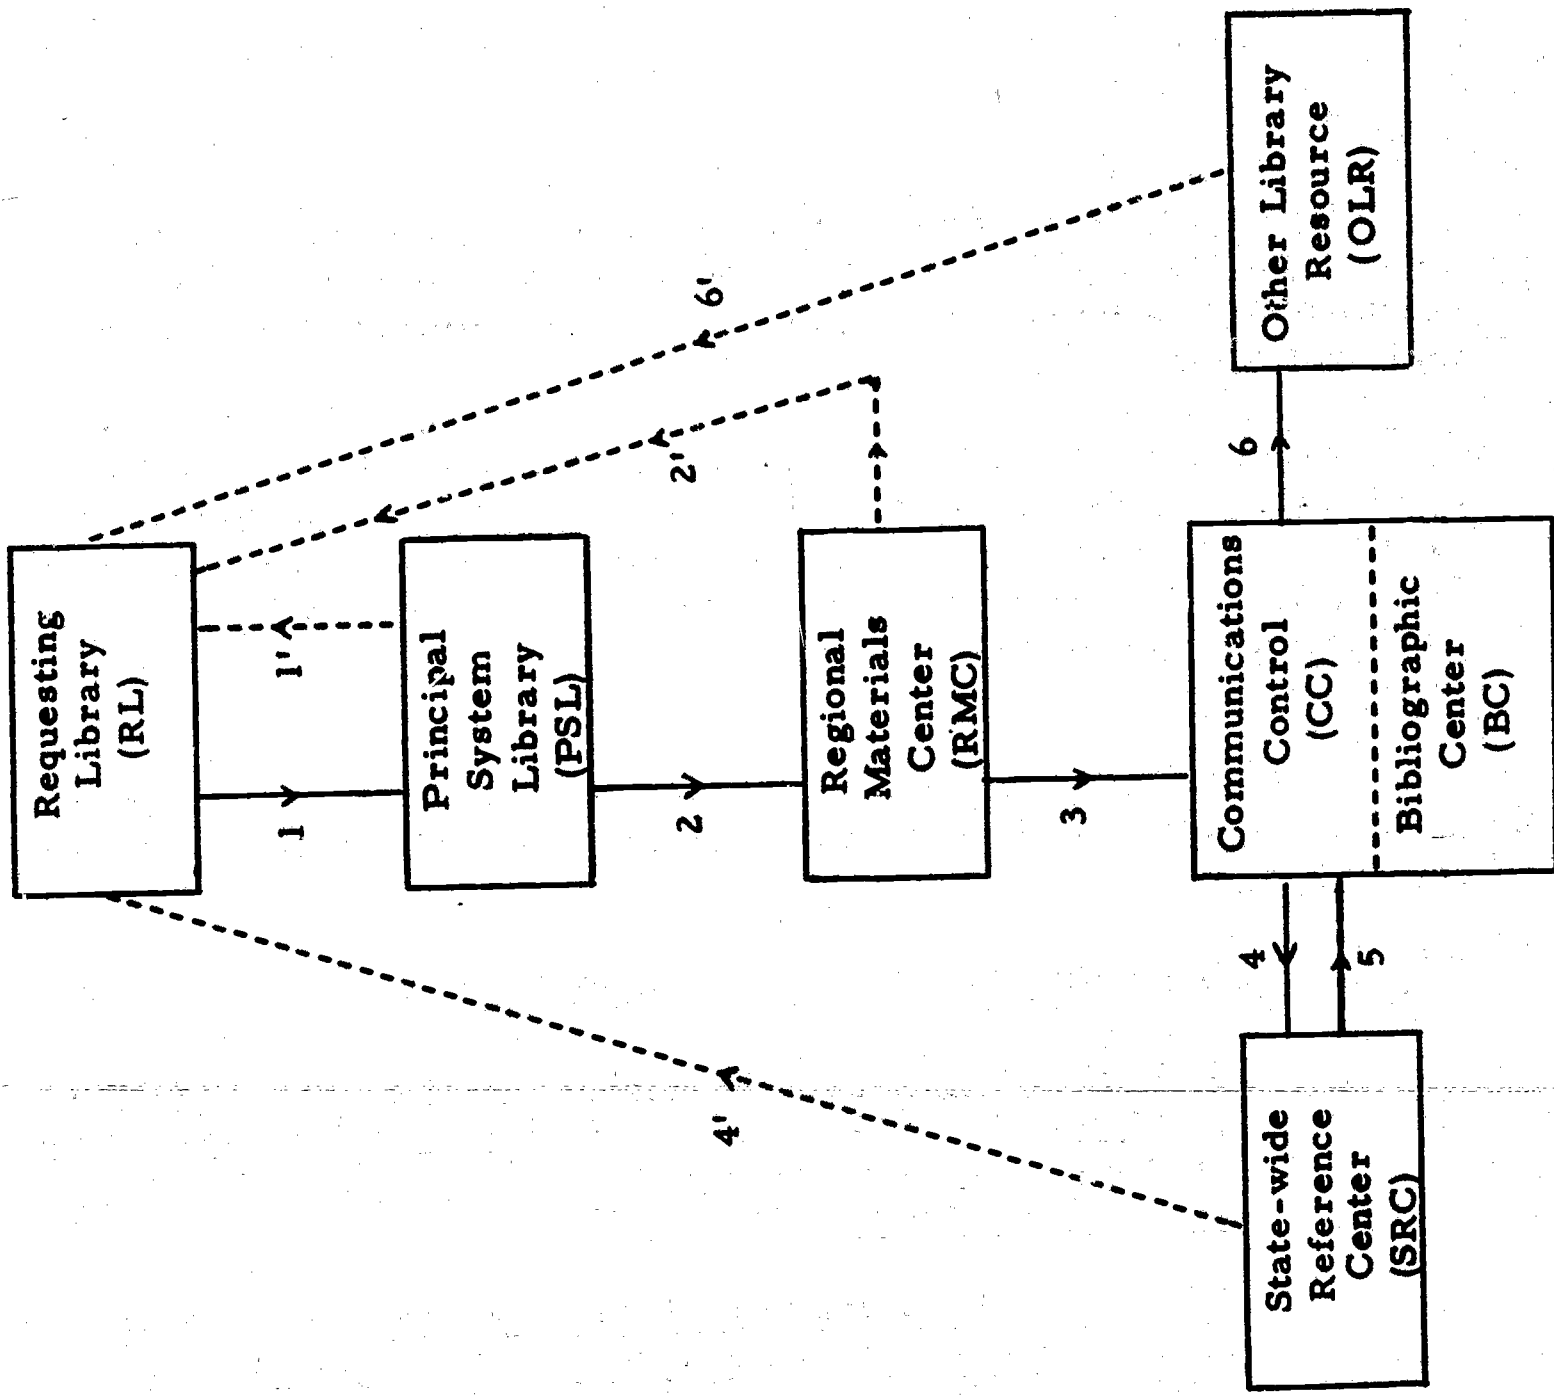 Requesting
Library
(RL)
1
1'
Principal
System
Library
(PSL)
2
2'
Regional
Materials
Center
(RMC)
3
4'
6'
Communications
Control
(CC)
Bibliographic
Center
(BC)
4
5
6
State-wide
Reference
Center
(SRC)
Other Library
Resource
(OLR)